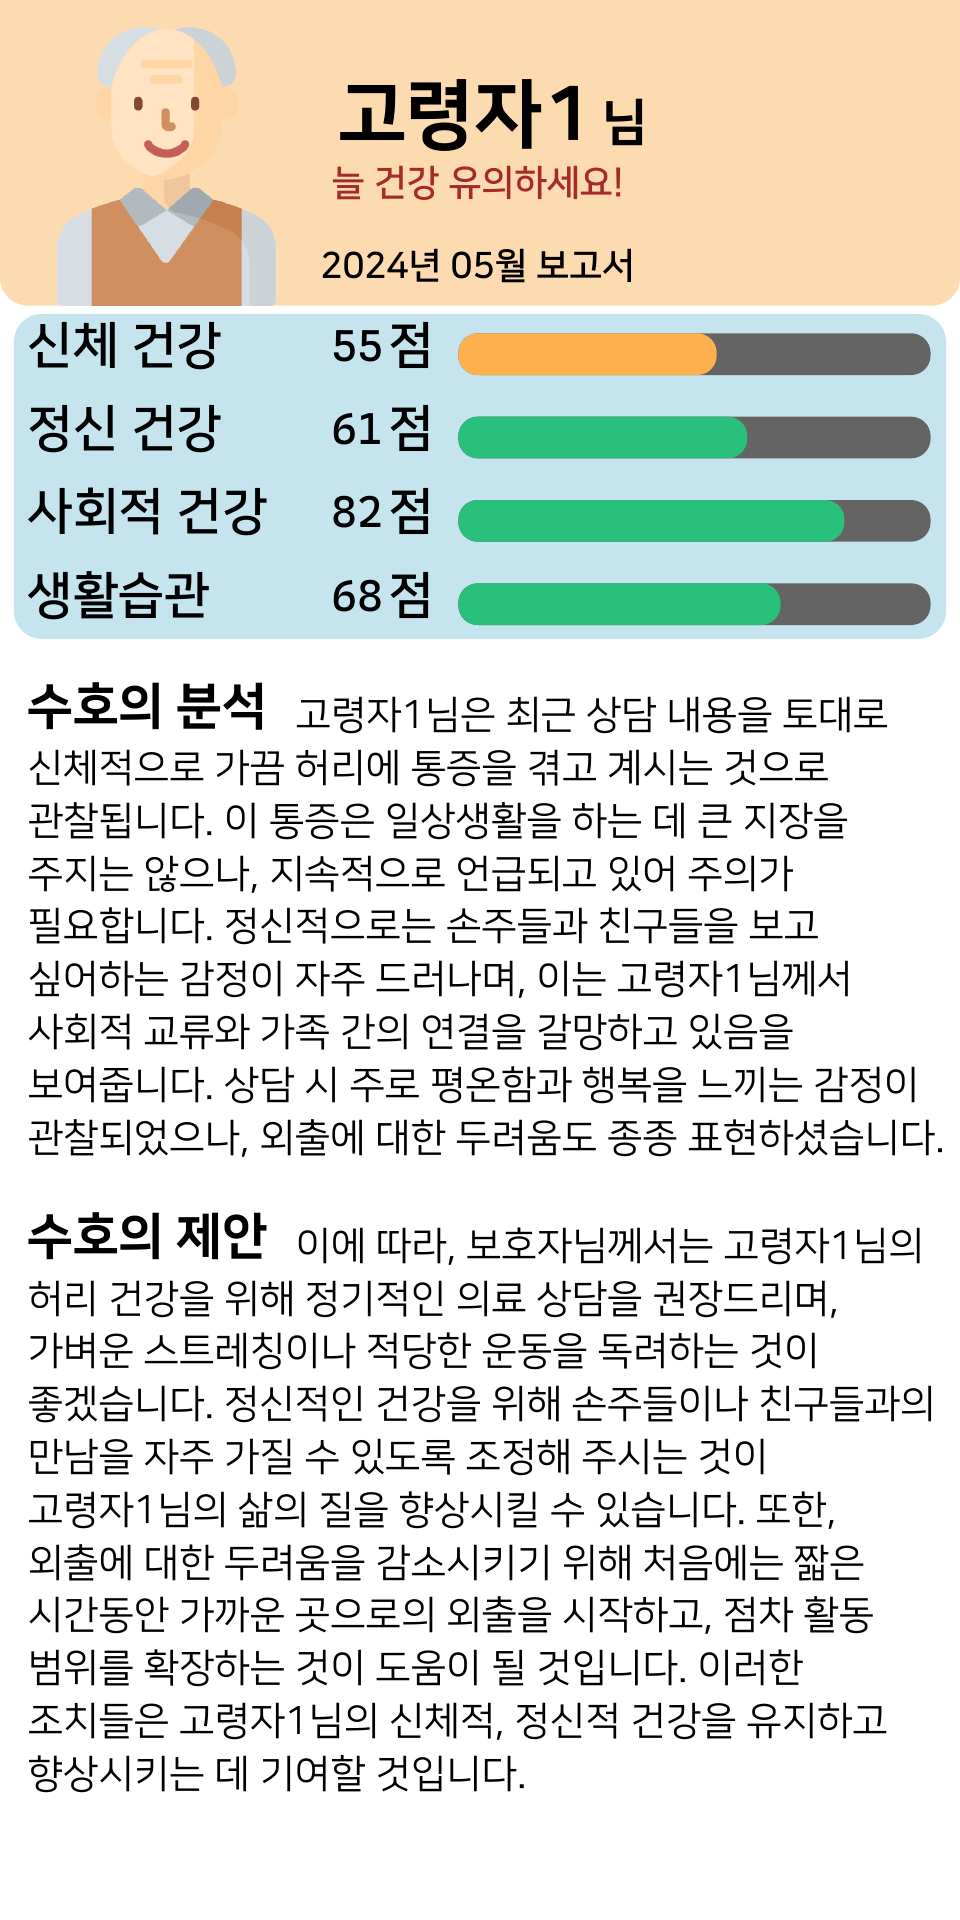 고령자1 님
늘 건강 유의하세요!
2024년 05월 보고서
신체 건강 55 점
정신 건강 61 점
사회적 건강 82 점
생활습관 68 점
수호의 분석 고령자1님은 최근 상담 내용을 토대로
신체적으로 가끔 허리에 통증을 겪고 계시는 것으로
관찰됩니다. 이 통증은 일상생활을 하는 데 큰 지장을
주지는 않으나, 지속적으로 언급되고 있어 주의가
필요합니다. 정신적으로는 손주들과 친구들을 보고
싶어하는 감정이 자주 드러나며, 이는 고령자1님께서
사회적 교류와 가족 간의 연결을 갈망하고 있음을
보여줍니다. 상담 시 주로 평온함과 행복을 느끼는 감정이
관찰되었으나, 외출에 대한 두려움도 종종 표현하셨습니다.
수호의 제안 이에 따라, 보호자님께서는 고령자1님의
허리 건강을 위해 정기적인 의료 상담을 권장드리며,
가벼운 스트레칭이나 적당한 운동을 독려하는 것이
좋겠습니다. 정신적인 건강을 위해 손주들이나 친구들과의
만남을 자주 가질 수 있도록 조정해 주시는 것이
고령자1님의 삶의 질을 향상시킬 수 있습니다. 또한,
외출에 대한 두려움을 감소시키기 위해 처음에는 짧은
시간동안 가까운 곳으로의 외출을 시작하고, 점차 활동
범위를 확장하는 것이 도움이 될 것입니다. 이러한
조치들은 고령자1님의 신체적, 정신적 건강을 유지하고
향상시키는 데 기여할 것입니다.